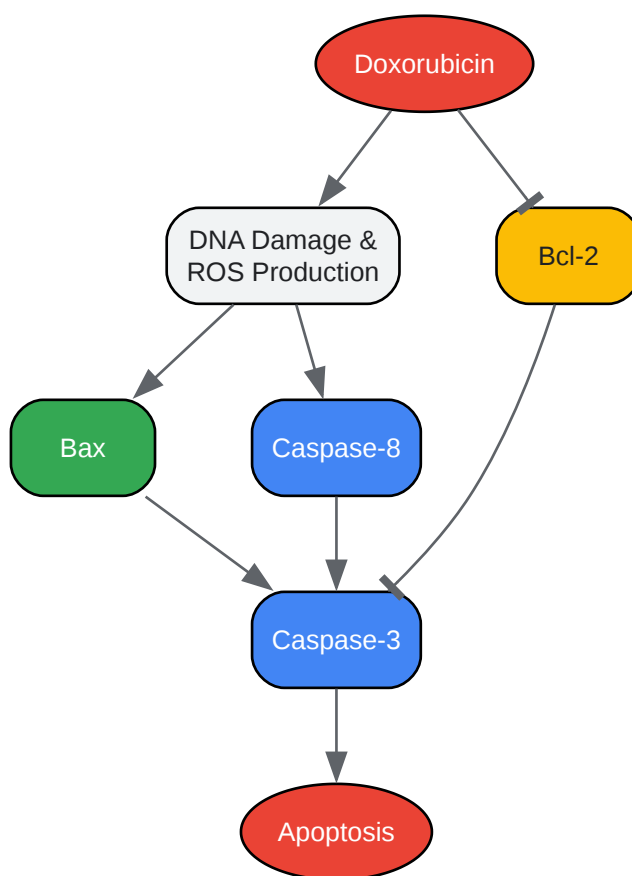 Doxorubicin
DNA Damage &
ROS Production
Bcl-2
Bax
Caspase-8
Caspase-3
Apoptosis